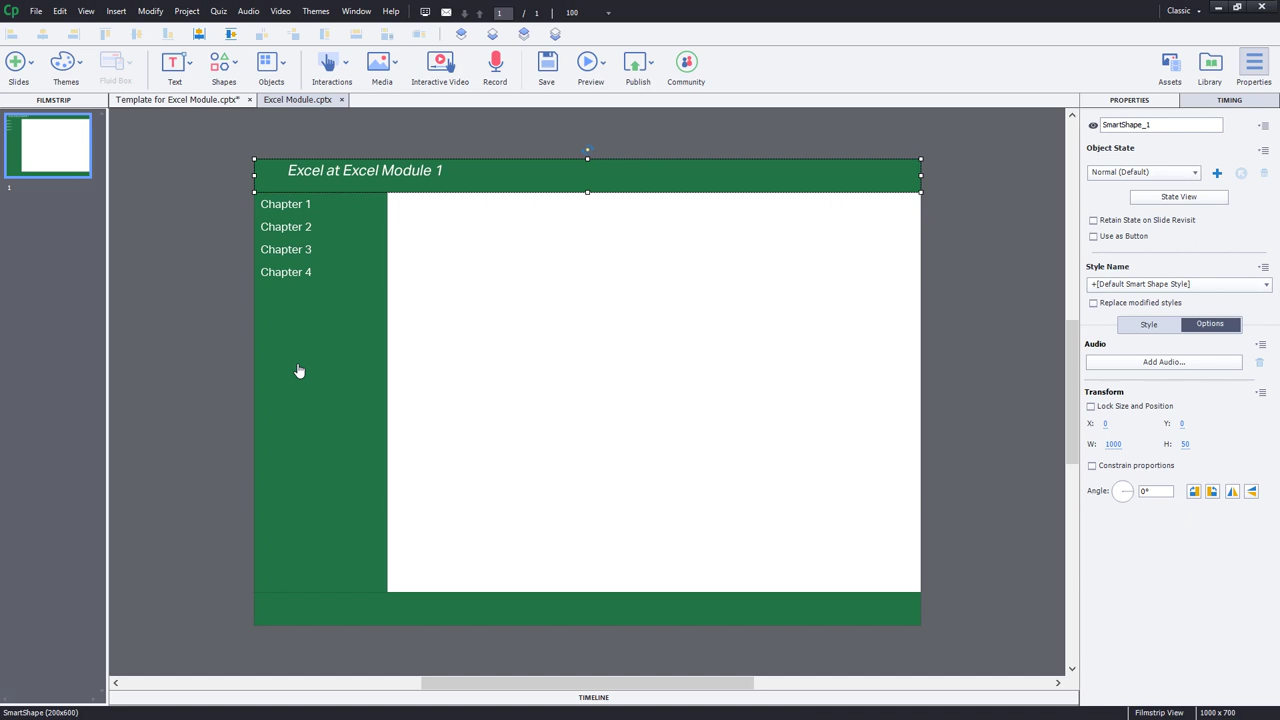 Cp File Edit View Insert Modify Project Quiz Audio Video Themes Window Help 1 / 1 100 Classic
Slides Themes Fluid Box Text Shapes Objects Interactions Media Interactive Video Record Save Preview Publish Community Assets Library Properties
FILMSTRIP Template for Excel Module.cptx* × Excel Module.cptx × PROPERTIES TIMING
SmartShape_1
Object State
Normal (Default)
State View
Retain State on Slide Revisit
Use as Button
Style Name
+[Default Smart Shape Style]
Replace modified styles
Style Options
Audio
Add Audio...
Transform
Lock Size and Position
X: 0 Y: 0
W: 1000 H: 50
Constrain proportions
Angle: 0°
1
Excel at Excel Module 1
Chapter 1
Chapter 2
Chapter 3
Chapter 4
TIMELINE
SmartShape (200x600) Filmstrip View 1000 x 700